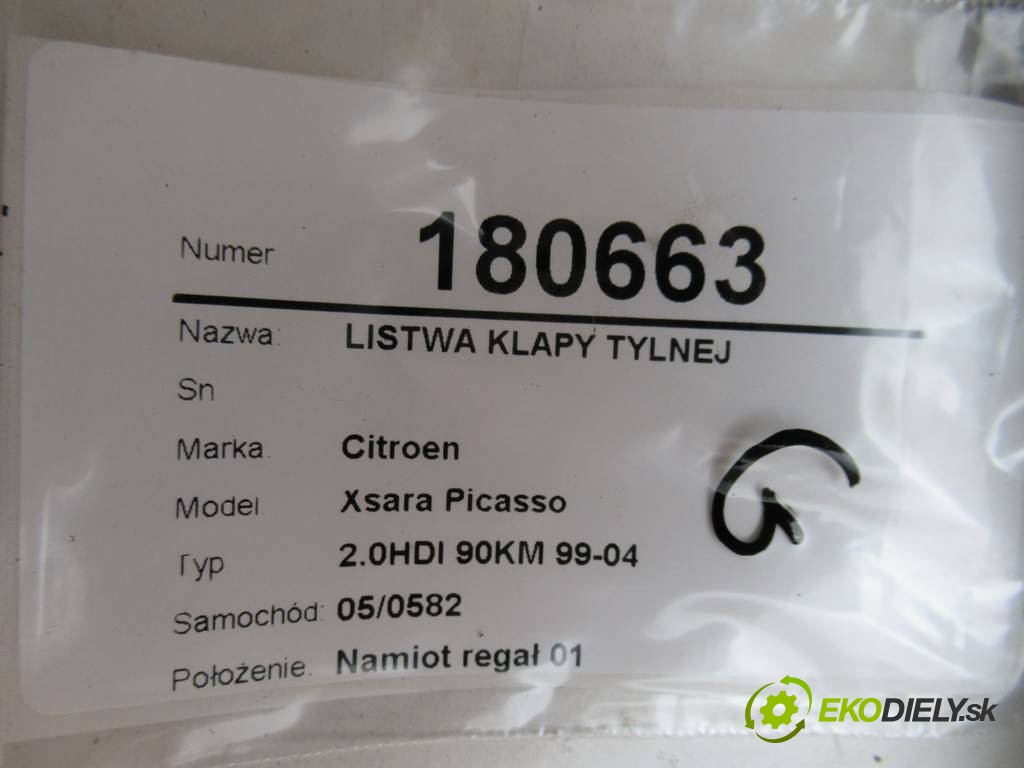 Numer 180663
Nazwa: LISTWA KLAPY TYLNEJ
Sn
Marka. Citroen
Model Xsara Picasso
Typ 2.0HDI 90KM 99-04
Samochód: 05/0582
Położenie. Namiot regał 01
G
EKODIELY.sk